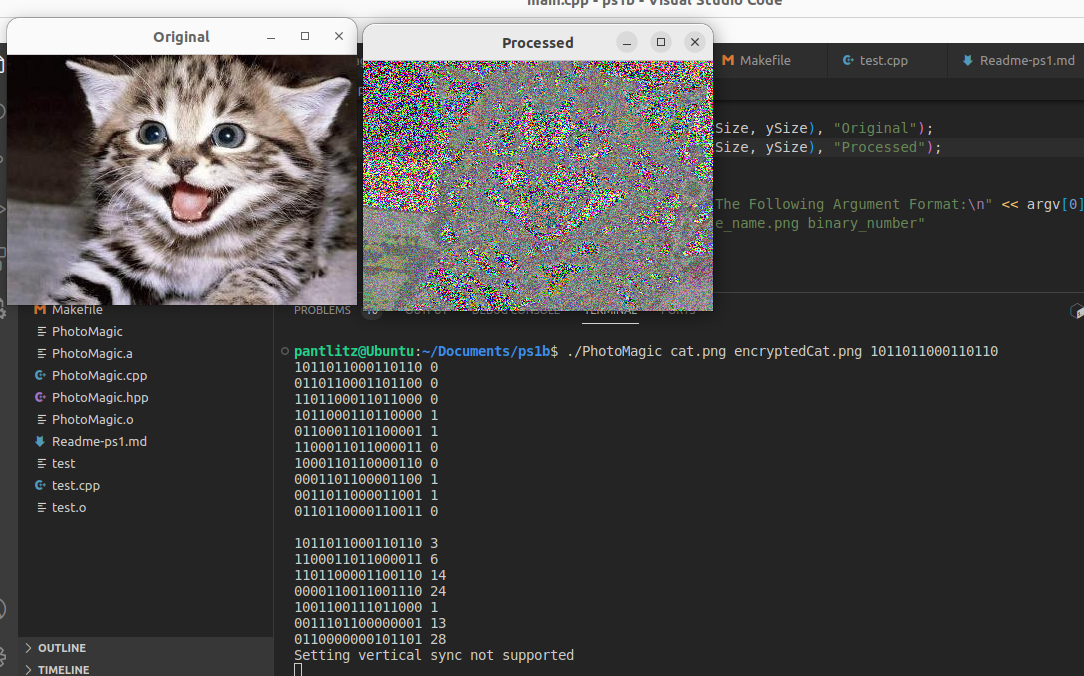 main.cpp - ps1b - Visual Studio Code
Original
Processed
Makefile
test.cpp
Readme-ps1.md
Size, ySize), "Original");
Size, ySize), "Processed");
The Following Argument Format:\n" << argv[0]
e_name.png binary_number"
Makefile
PhotoMagic
PhotoMagic.a
PhotoMagic.cpp
PhotoMagic.hpp
PhotoMagic.o
Readme-ps1.md
test
test.cpp
test.o
OUTLINE
TIMELINE
PROBLEMS OUTPUT DEBUG CONSOLE TERMINAL PORTS
pantlitz@Ubuntu:~/Documents/ps1b$ ./PhotoMagic cat.png encryptedCat.png 1011011000110110
1011011000110110 0
0110110001101100 0
1101100011011000 0
1011000110110000 1
0110001101100001 1
1100011011000011 0
1000110110000110 0
0001101100001100 1
0011011000011001 1
0110110000110011 0
1011011000110110 3
1100011011000011 6
1101100001100110 14
0000110011001110 24
1001100111011000 1
0011101100000001 13
0110000000101101 28
Setting vertical sync not supported